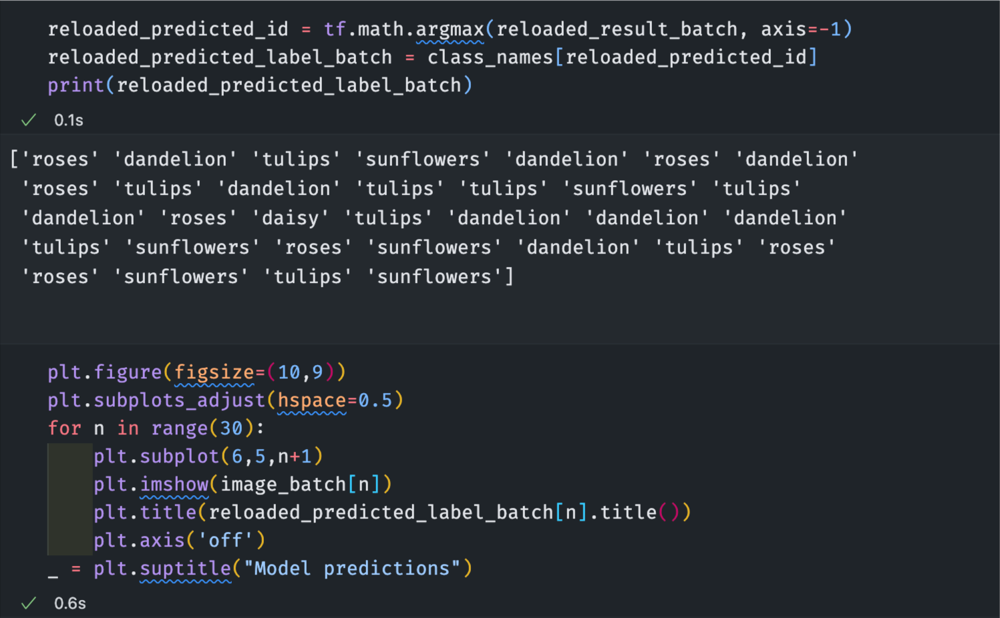 reloaded_predicted_id = tf.math.argmax(reloaded_result_batch, axis=-1)
reloaded_predicted_label_batch = class_names[reloaded_predicted_id]
print(reloaded_predicted_label_batch)
✓ 0.1s
['roses' 'dandelion' 'tulips' 'sunflowers' 'dandelion' 'roses' 'dandelion'
 'roses' 'tulips' 'dandelion' 'tulips' 'tulips' 'sunflowers' 'tulips'
 'dandelion' 'roses' 'daisy' 'tulips' 'dandelion' 'dandelion' 'dandelion'
 'tulips' 'sunflowers' 'roses' 'sunflowers' 'dandelion' 'tulips' 'roses'
 'roses' 'sunflowers' 'tulips' 'sunflowers']
plt.figure(figsize=(10,9))
plt.subplots_adjust(hspace=0.5)
for n in range(30):
    plt.subplot(6,5,n+1)
    plt.imshow(image_batch[n])
    plt.title(reloaded_predicted_label_batch[n].title())
    plt.axis('off')
_ = plt.suptitle("Model predictions")
✓ 0.6s